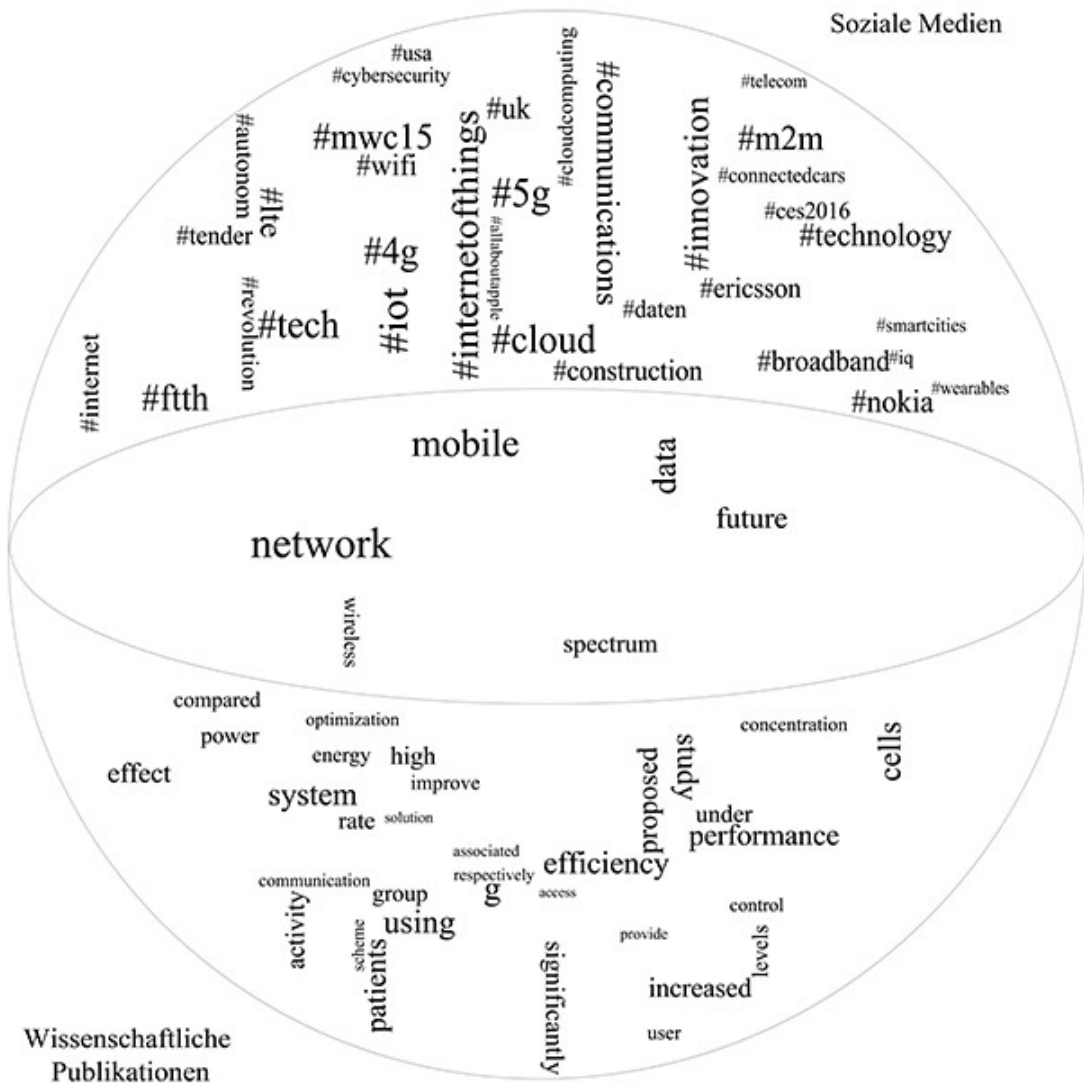 Soziale Medien
#usa
#cybersecurity
#cloudcomputing
#communications
#telecom
#uk
#mwc15
#wifi
#autonom
#lte
#internetofthings
#5g
#innovation
#m2m
#connectedcars
#ces2016
#technology
#tender
#4g
#allaboutapple
#ericsson
#daten
#revolution
#tech
#iot
#cloud
#smartcities
#construction
#broadband
#iq
#internet
#ftth
#nokia
#wearables
mobile
data
future
network
wireless
spectrum
compared
optimization
concentration
power
energy
high
study
cells
effect
improve
proposed
system
rate
solution
under
performance
associated
efficiency
respectively
communication
group
g
access
control
activity
using
scheme
patients
provide
levels
significantly
increased
user
Wissenschaftliche
Publikationen